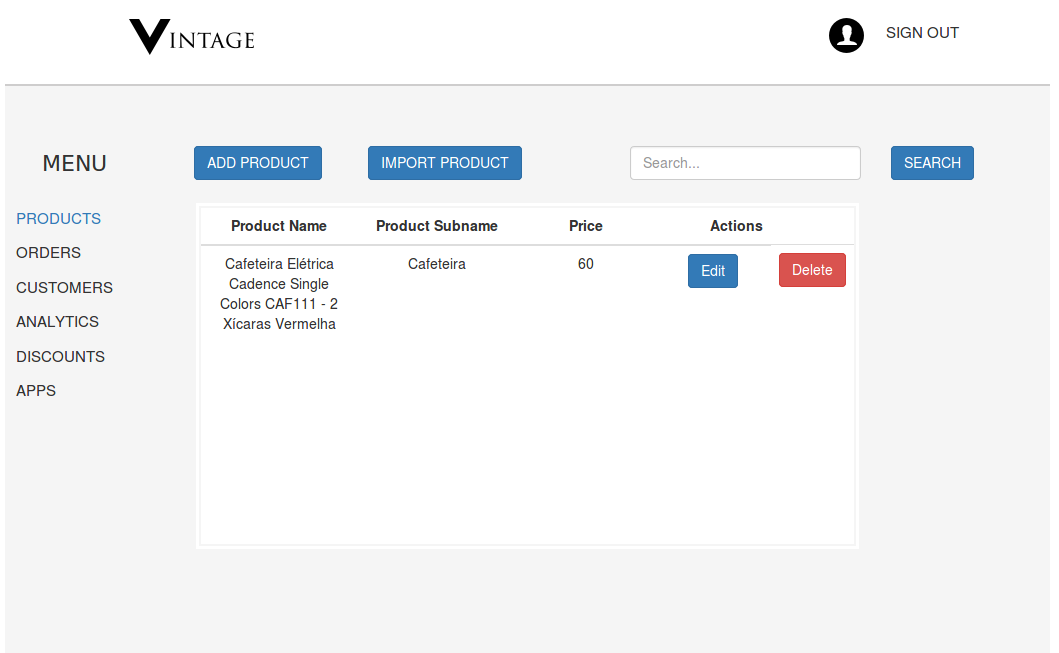 VINTAGE
SIGN OUT
MENU
ADD PRODUCT
IMPORT PRODUCT
Search...
SEARCH
PRODUCTS
ORDERS
CUSTOMERS
ANALYTICS
DISCOUNTS
APPS
Product Name Product Subname Price Actions
Cafeteira Elétrica Cafeteira 60 Edit Delete
Cadence Single
Colors CAF111 - 2
Xícaras Vermelha